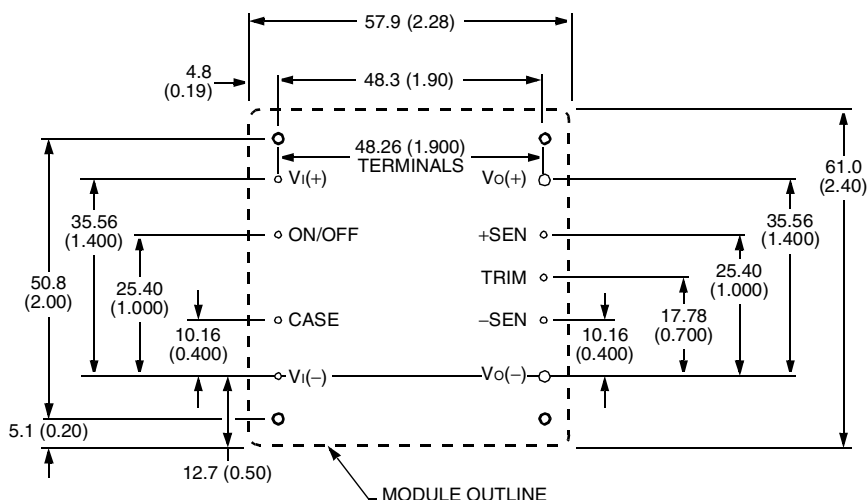 57.9 (2.28)
4.8
(0.19)
48.3 (1.90)
48.26 (1.900)
TERMINALS
VI(+)
VO(+)
61.0
(2.40)
35.56
(1.400)
35.56
(1.400)
ON/OFF
+SEN
50.8
(2.00)
25.40
(1.000)
TRIM
25.40
(1.000)
CASE
–SEN
10.16
(0.400)
10.16
(0.400)
17.78
(0.700)
VI(–)
VO(–)
5.1 (0.20)
12.7 (0.50)
MODULE OUTLINE